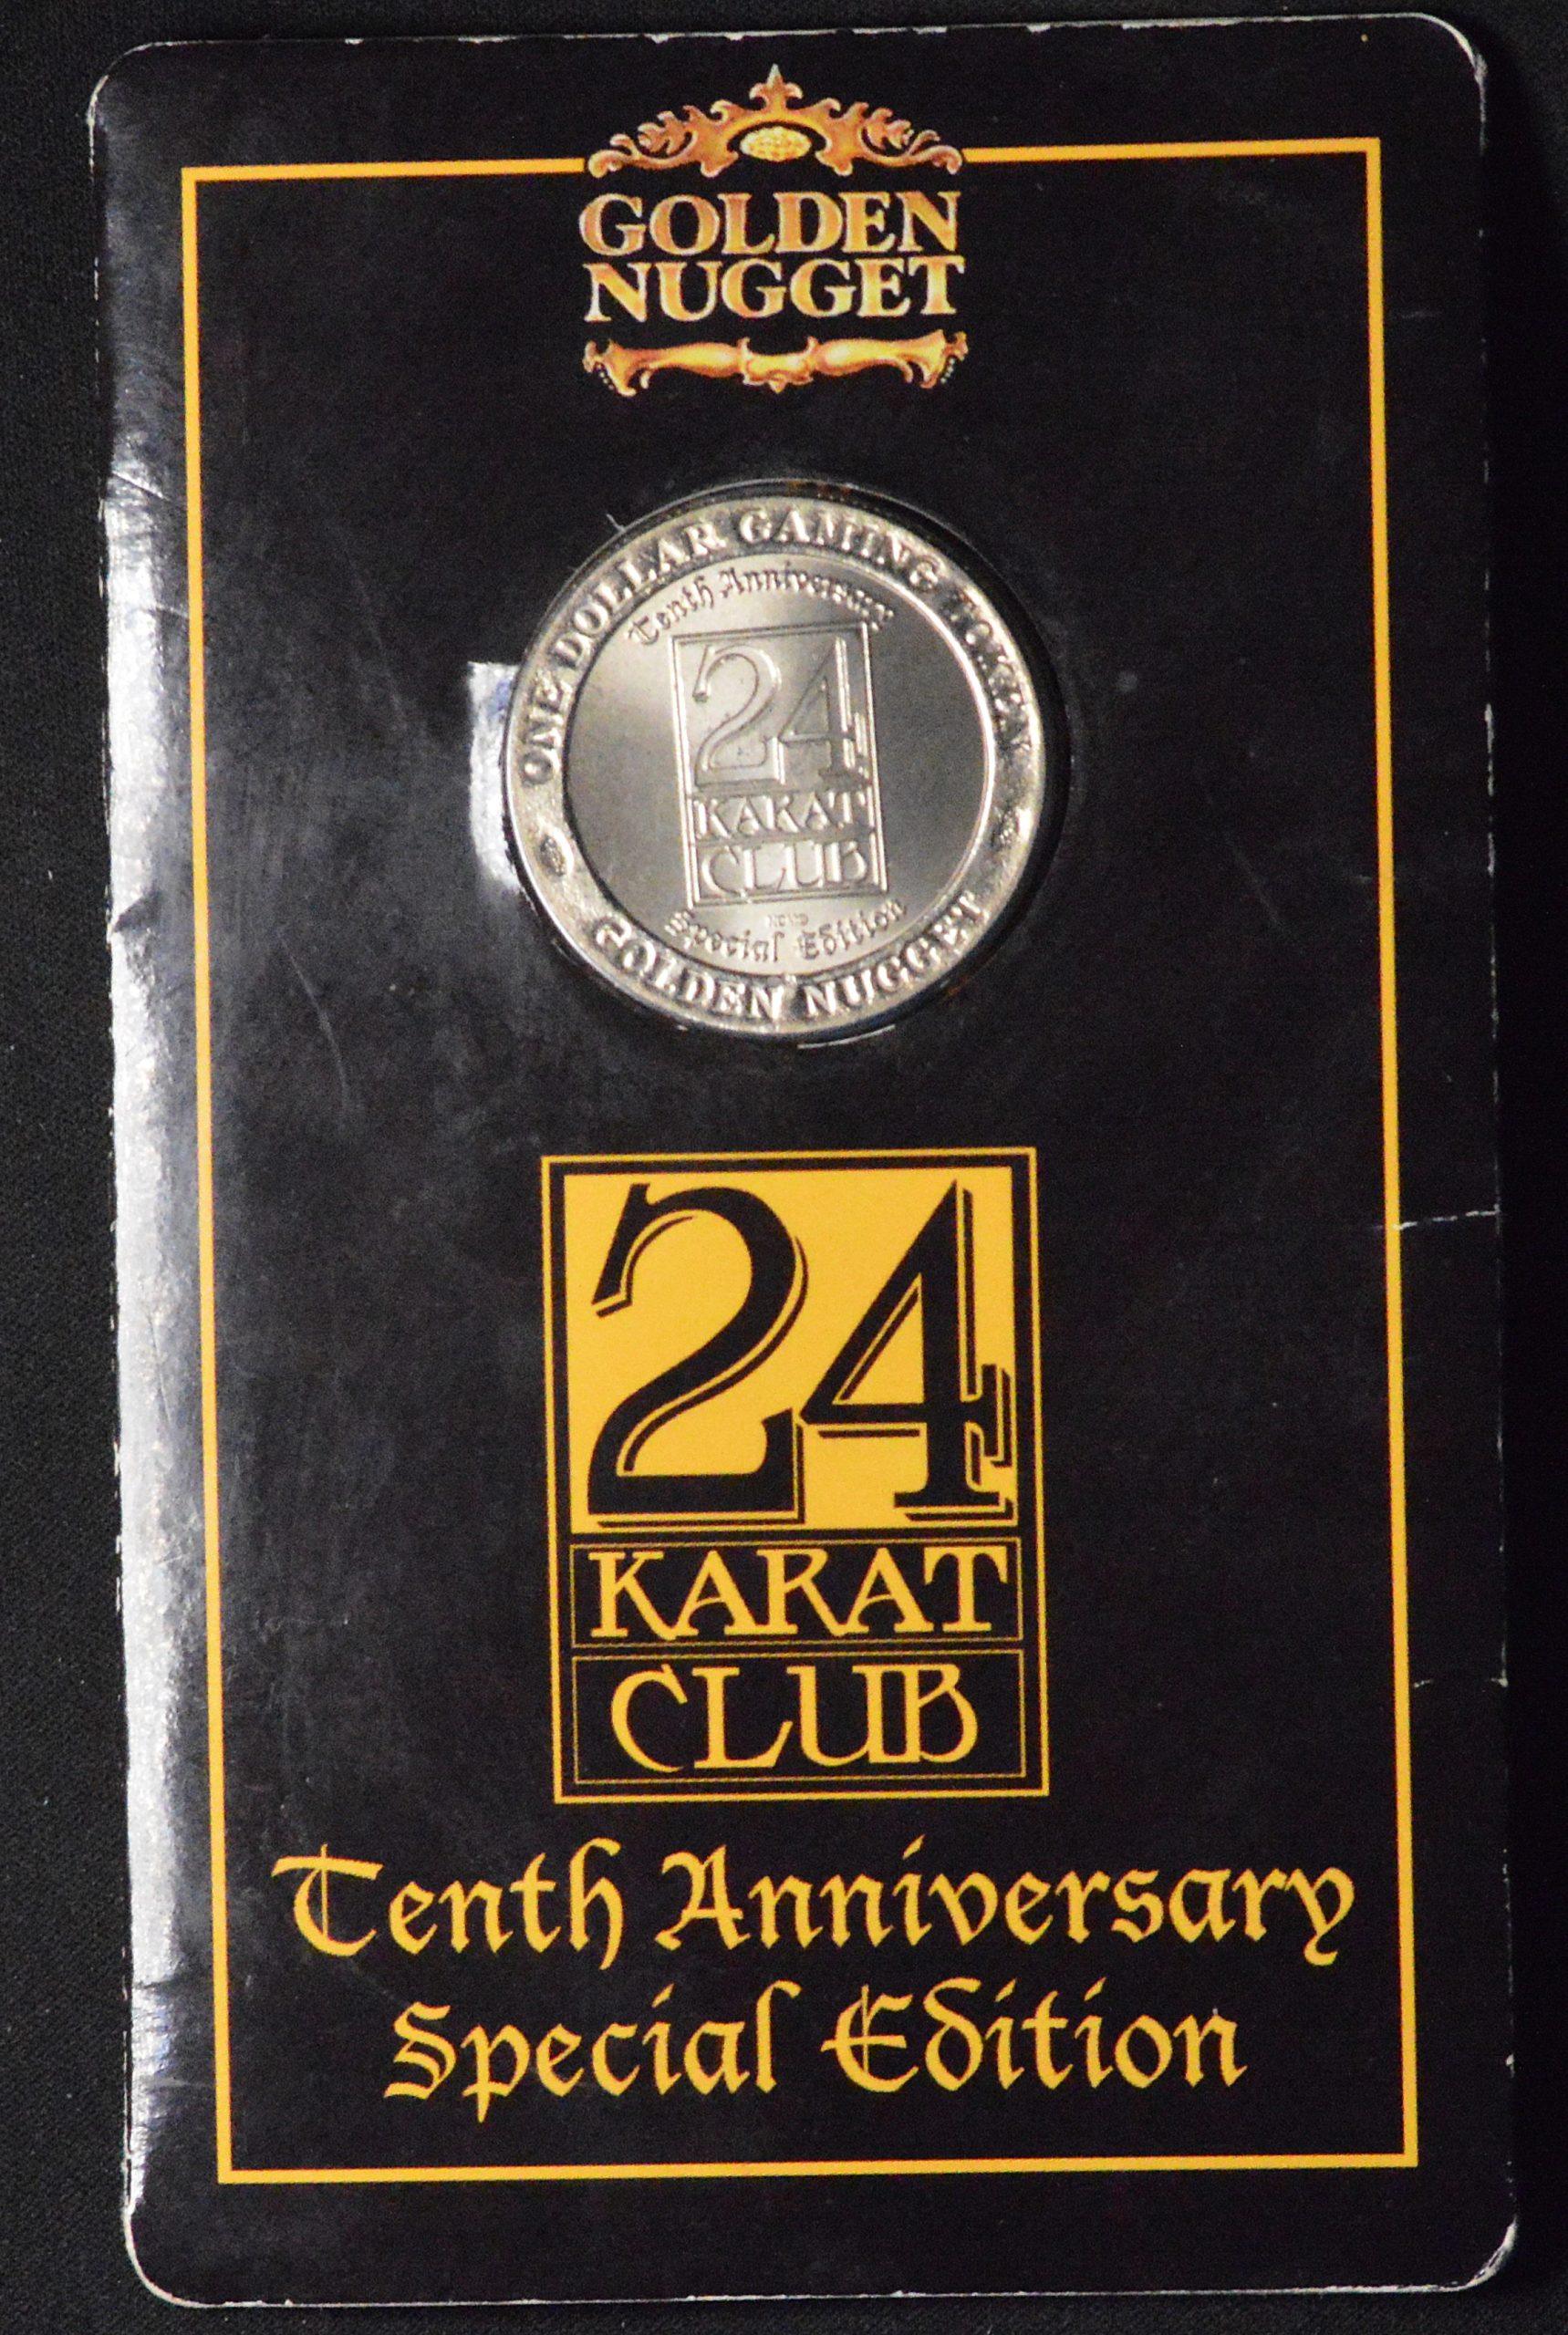 GOLDEN
NUGGET
ONE DOLLAR GAMING TOKEN
Tenth Anniversary
24
KARAT
CLUB
Special Edition
GOLDEN NUGGET
24
KARAT
CLUB
Tenth Anniversary
Special Edition